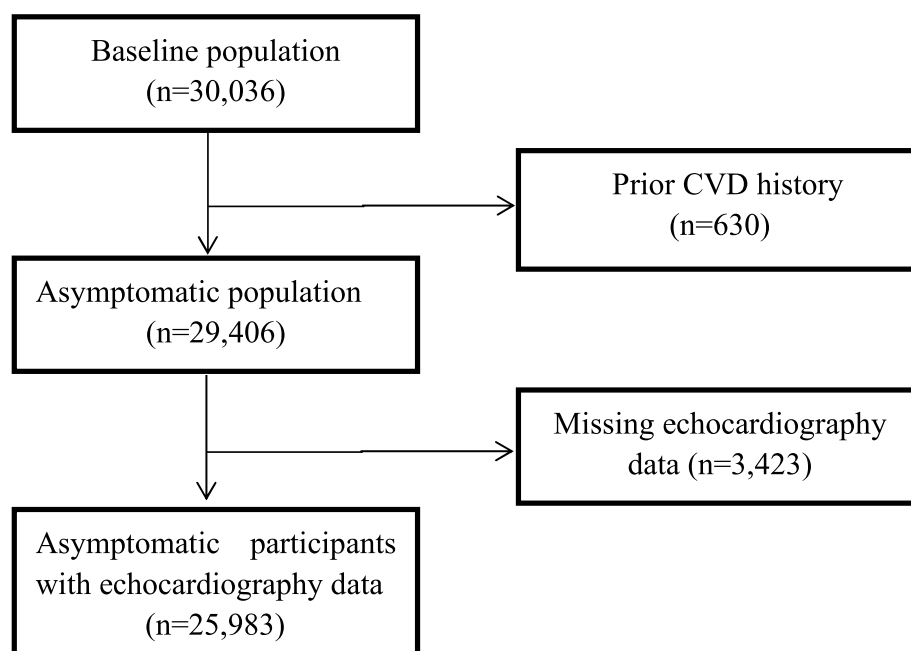 Baseline population
(n=30,036)
Prior CVD history
(n=630)
Asymptomatic population
(n=29,406)
Missing echocardiography
data (n=3,423)
Asymptomatic participants
with echocardiography data
(n=25,983)